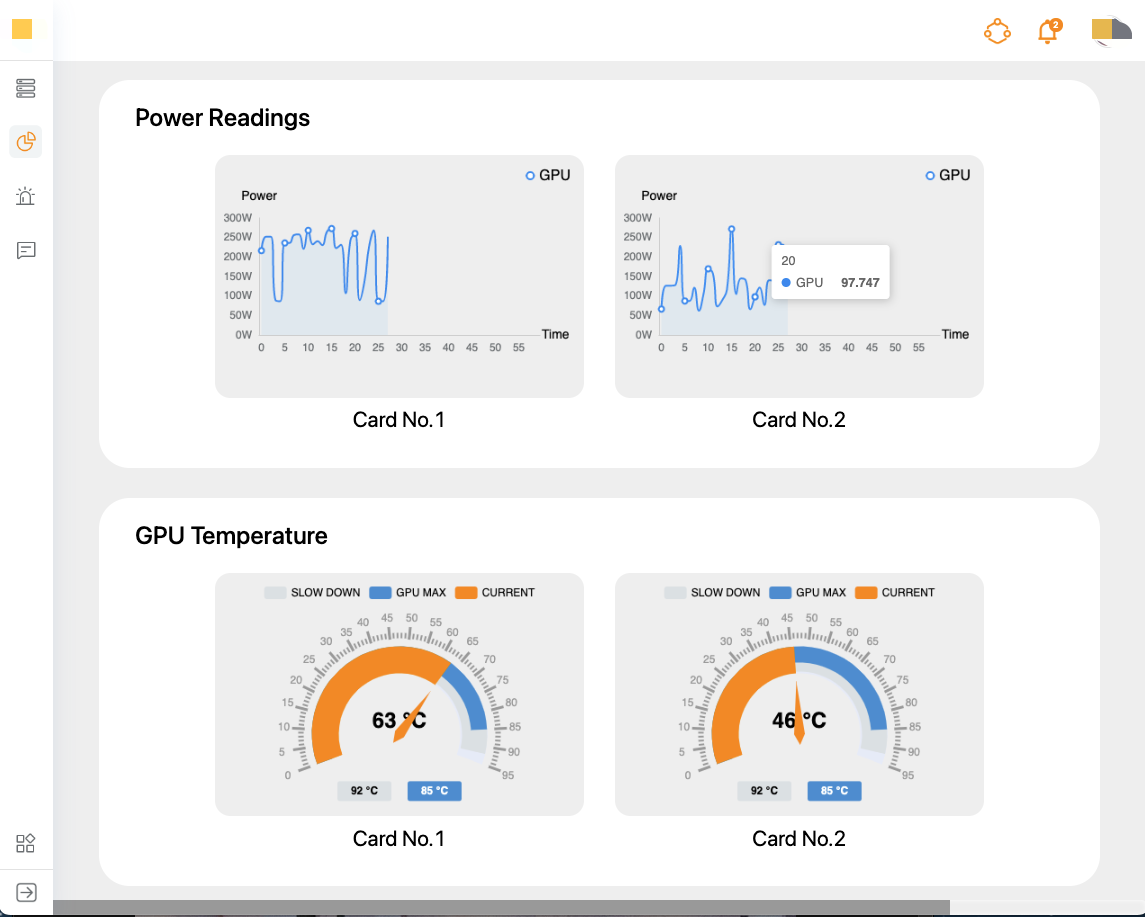 2
Power Readings
GPU
Power
300W
250W
200W
150W
100W
50W
0W
0 5 10 15 20 25 30 35 40 45 50 55
Time
Card No.1
GPU
Power
300W
250W
200W
150W
100W
50W
0W
0 5 10 15 20 25 30 35 40 45 50 55
Time
20
GPU 97.747
Card No.2
GPU Temperature
SLOW DOWN GPU MAX CURRENT
0 5 10 15 20 25 30 35 40 45 50 55 60 65 70 75 80 85 90 95
63 °C
92 °C 85 °C
Card No.1
SLOW DOWN GPU MAX CURRENT
0 5 10 15 20 25 30 35 40 45 50 55 60 65 70 75 80 85 90 95
46 °C
92 °C 85 °C
Card No.2